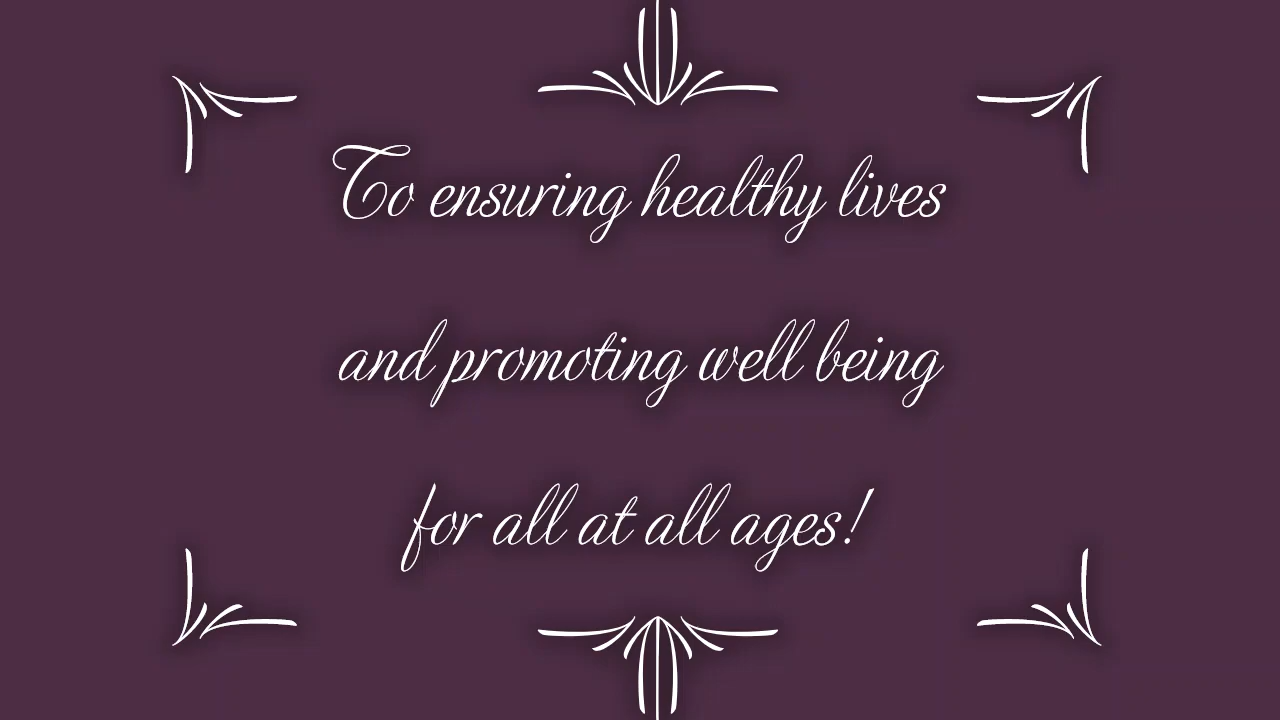 To ensuring healthy lives
and promoting well being
for all at all ages!